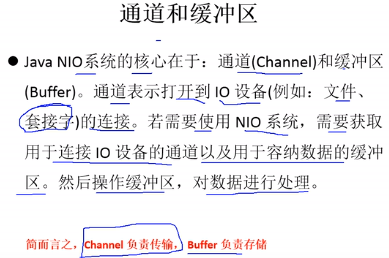 通道和缓冲区
● Java NIO系统的核心在于：通道(Channel)和缓冲区
(Buffer)。通道表示打开到 IO 设备(例如：文件、
套接字)的连接。若需要使用 NIO 系统，需要获取
用于连接 IO 设备的通道以及用于容纳数据的缓冲
区。然后操作缓冲区，对数据进行处理。
简而言之，Channel 负责传输， Buffer 负责存储